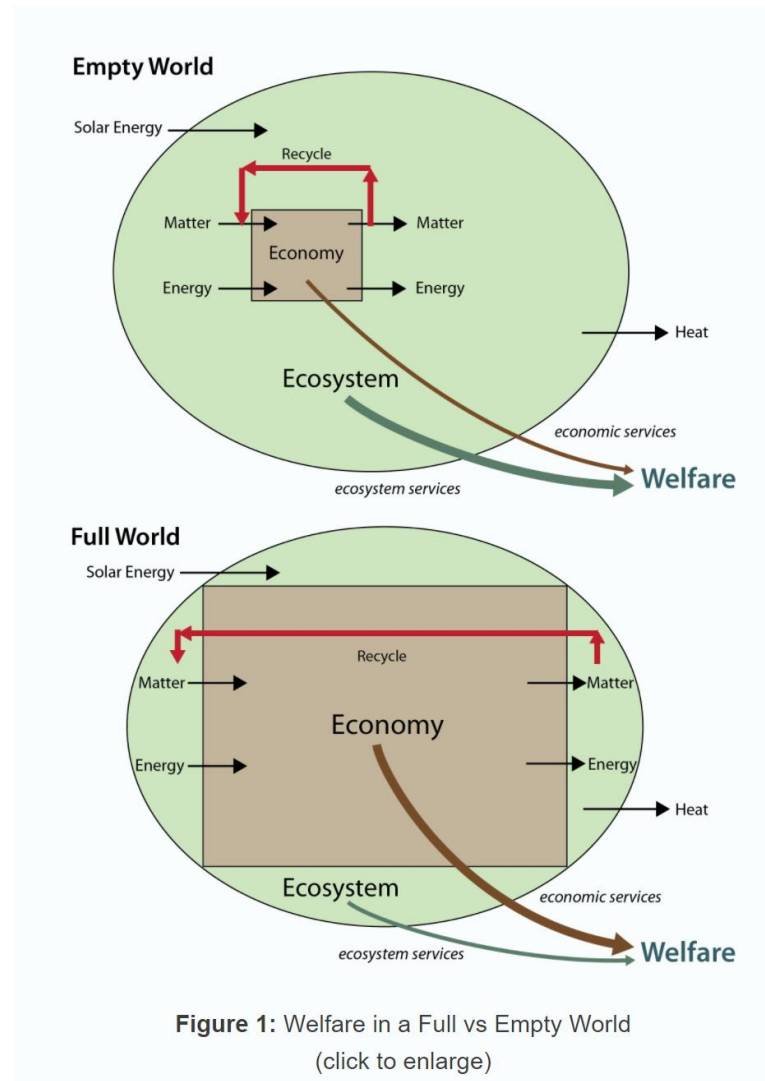 Empty World
Solar Energy
Recycle
Matter
Matter
Economy
Energy
Energy
Heat
Ecosystem
economic services
Welfare
ecosystem services
Full World
Solar Energy
Recycle
Matter
Matter
Economy
Energy
Energy
Heat
Ecosystem
economic services
ecosystem services
Welfare
Figure 1: Welfare in a Full vs Empty World
(click to enlarge)